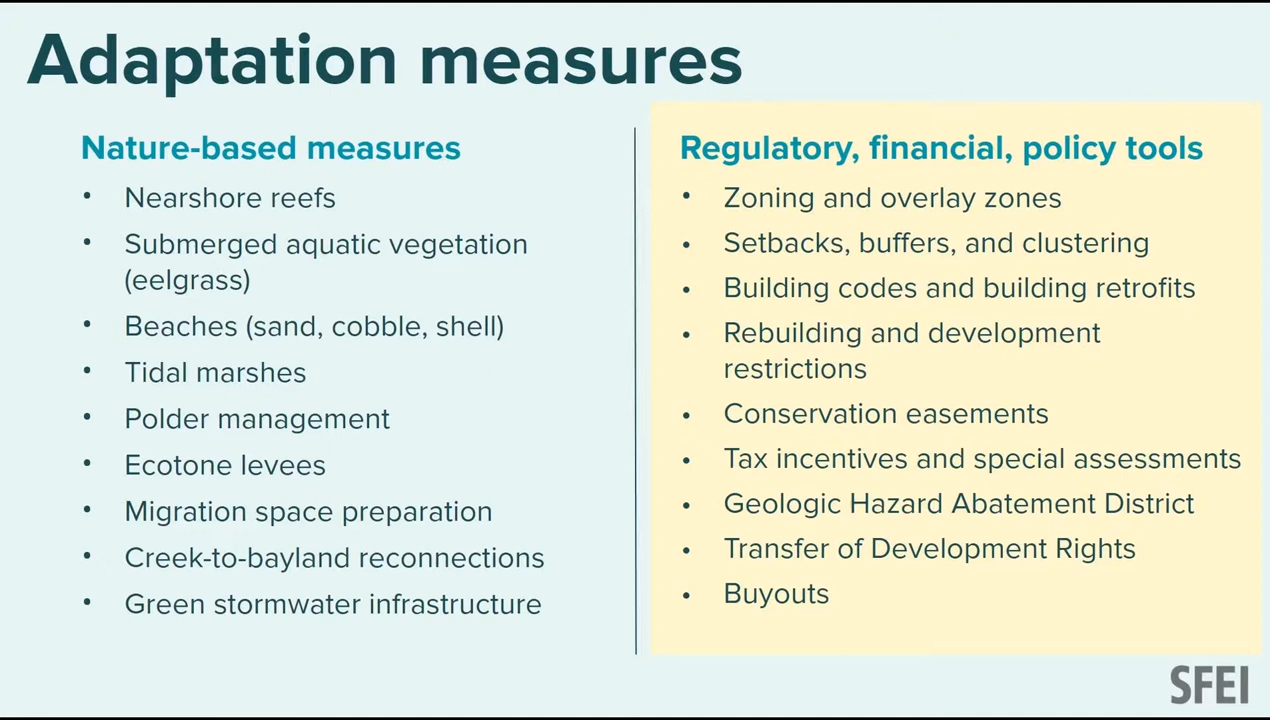 Adaptation measures
Nature-based measures
• Nearshore reefs
• Submerged aquatic vegetation
(eelgrass)
• Beaches (sand, cobble, shell)
• Tidal marshes
• Polder management
• Ecotone levees
• Migration space preparation
• Creek-to-bayland reconnections
• Green stormwater infrastructure
Regulatory, financial, policy tools
• Zoning and overlay zones
• Setbacks, buffers, and clustering
• Building codes and building retrofits
• Rebuilding and development
restrictions
• Conservation easements
• Tax incentives and special assessments
• Geologic Hazard Abatement District
• Transfer of Development Rights
• Buyouts
SFEI